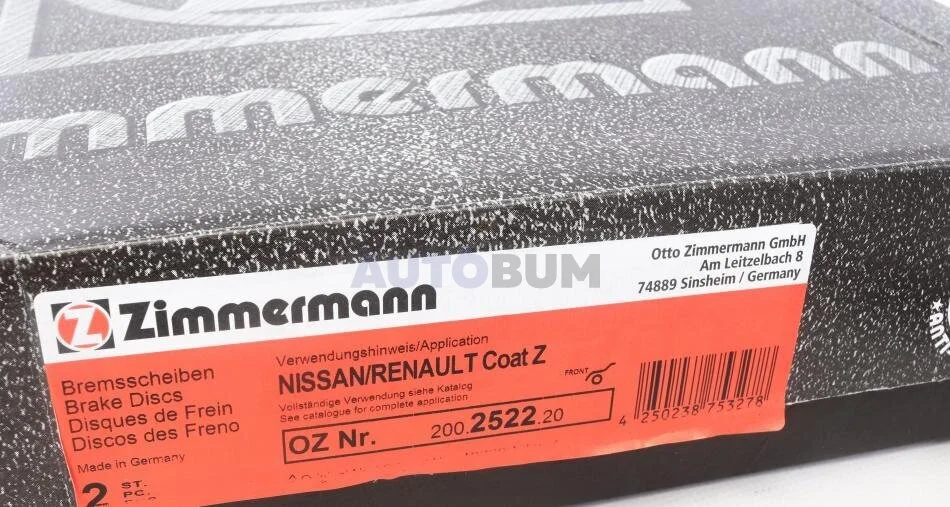 mmermann
AUTOBUM
Zimmermann
Otto Zimmermann GmbH
Am Leitzelbach 8
74889 Sinsheim / Germany
Bremsscheiben
Brake Discs
Disques de Frein
Discos des Freno
Made in Germany
2 ST.
PC.
Verwendungshinweis/Application
NISSAN/RENAULT Coat Z
Vollständige Verwendung siehe Katalog
See catalogue for complete application
FRONT
OZ Nr. 200.2522.20
4 250238 753278